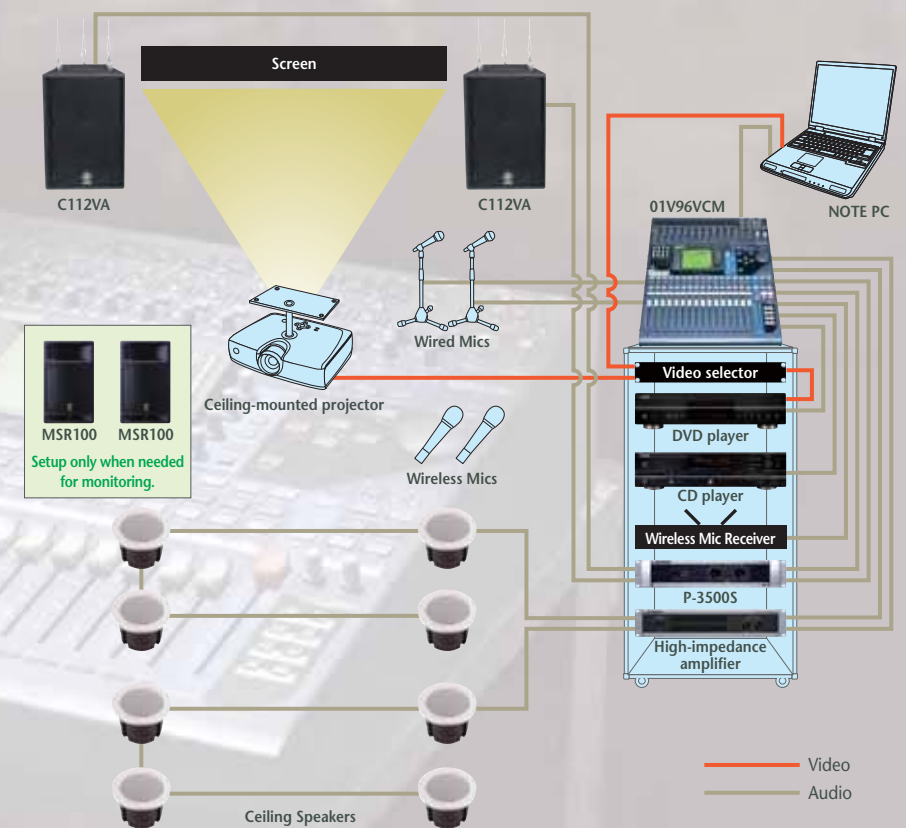 Screen
C112VA
C112VA
01V96VCM
NOTE PC
Wired Mics
Video selector
Ceiling-mounted projector
DVD player
MSR100
MSR100
Setup only when needed
for monitoring.
Wireless Mics
CD player
Wireless Mic Receiver
P-3500S
High-impedance
amplifier
Ceiling Speakers
Video
Audio